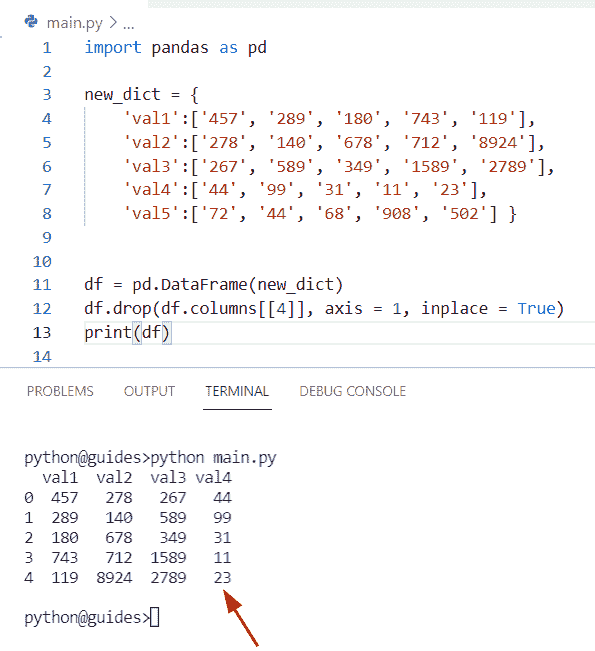 main.py > ...
1 import pandas as pd
2
3 new_dict = {
4     'val1':['457', '289', '180', '743', '119'],
5     'val2':['278', '140', '678', '712', '8924'],
6     'val3':['267', '589', '349', '1589', '2789'],
7     'val4':['44', '99', '31', '11', '23'],
8     'val5':['72', '44', '68', '908', '502'] }
9
10
11 df = pd.DataFrame(new_dict)
12 df.drop(df.columns[[4]], axis = 1, inplace = True)
13 print(df)
14
PROBLEMS OUTPUT TERMINAL DEBUG CONSOLE
python@guides>python main.py
  val1  val2  val3 val4
0  457   278   267   44
1  289   140   589   99
2  180   678   349   31
3  743   712  1589   11
4  119  8924  2789   23
python@guides>